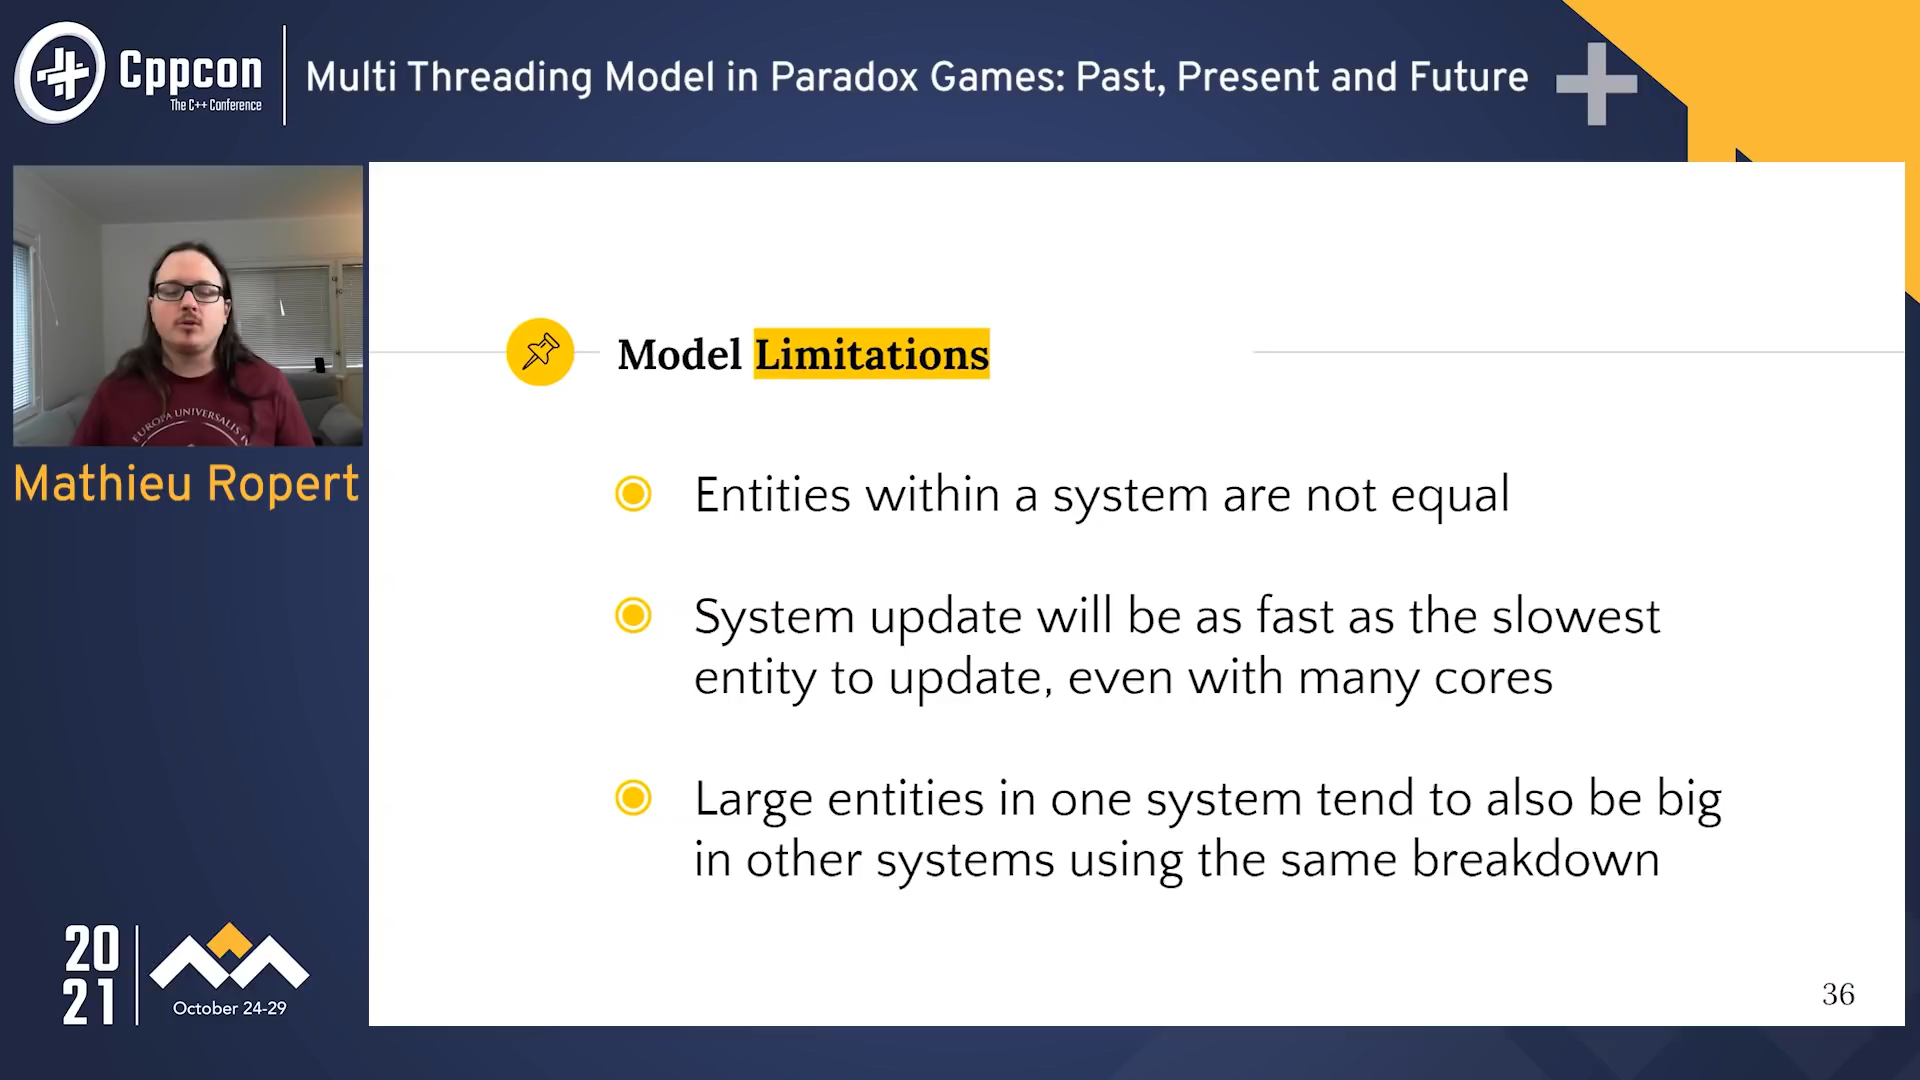 Cppcon
The C++ Conference
Multi Threading Model in Paradox Games: Past, Present and Future
EUROPA UNIVERSALIS IV
Mathieu Ropert
Model Limitations
Entities within a system are not equal
System update will be as fast as the slowest
entity to update, even with many cores
Large entities in one system tend to also be big
in other systems using the same breakdown
20
21
October 24-29
36